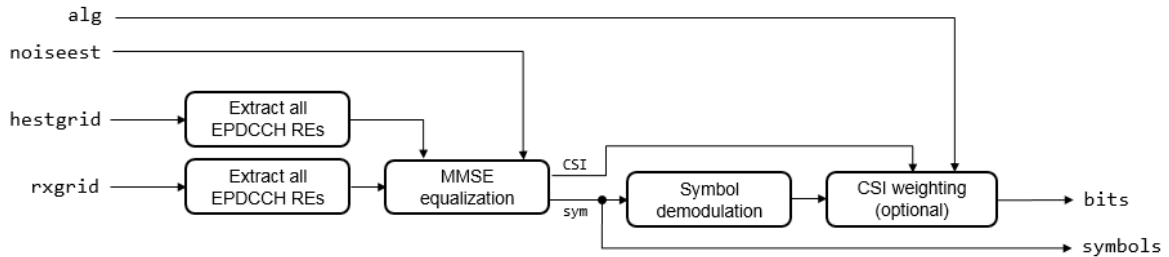 alg
noiseest
hestgrid
Extract all
EPDCCH REs
rxgrid
Extract all
EPDCCH REs
MMSE
equalization
CSI
sym
Symbol
demodulation
CSI weighting
(optional)
bits
symbols